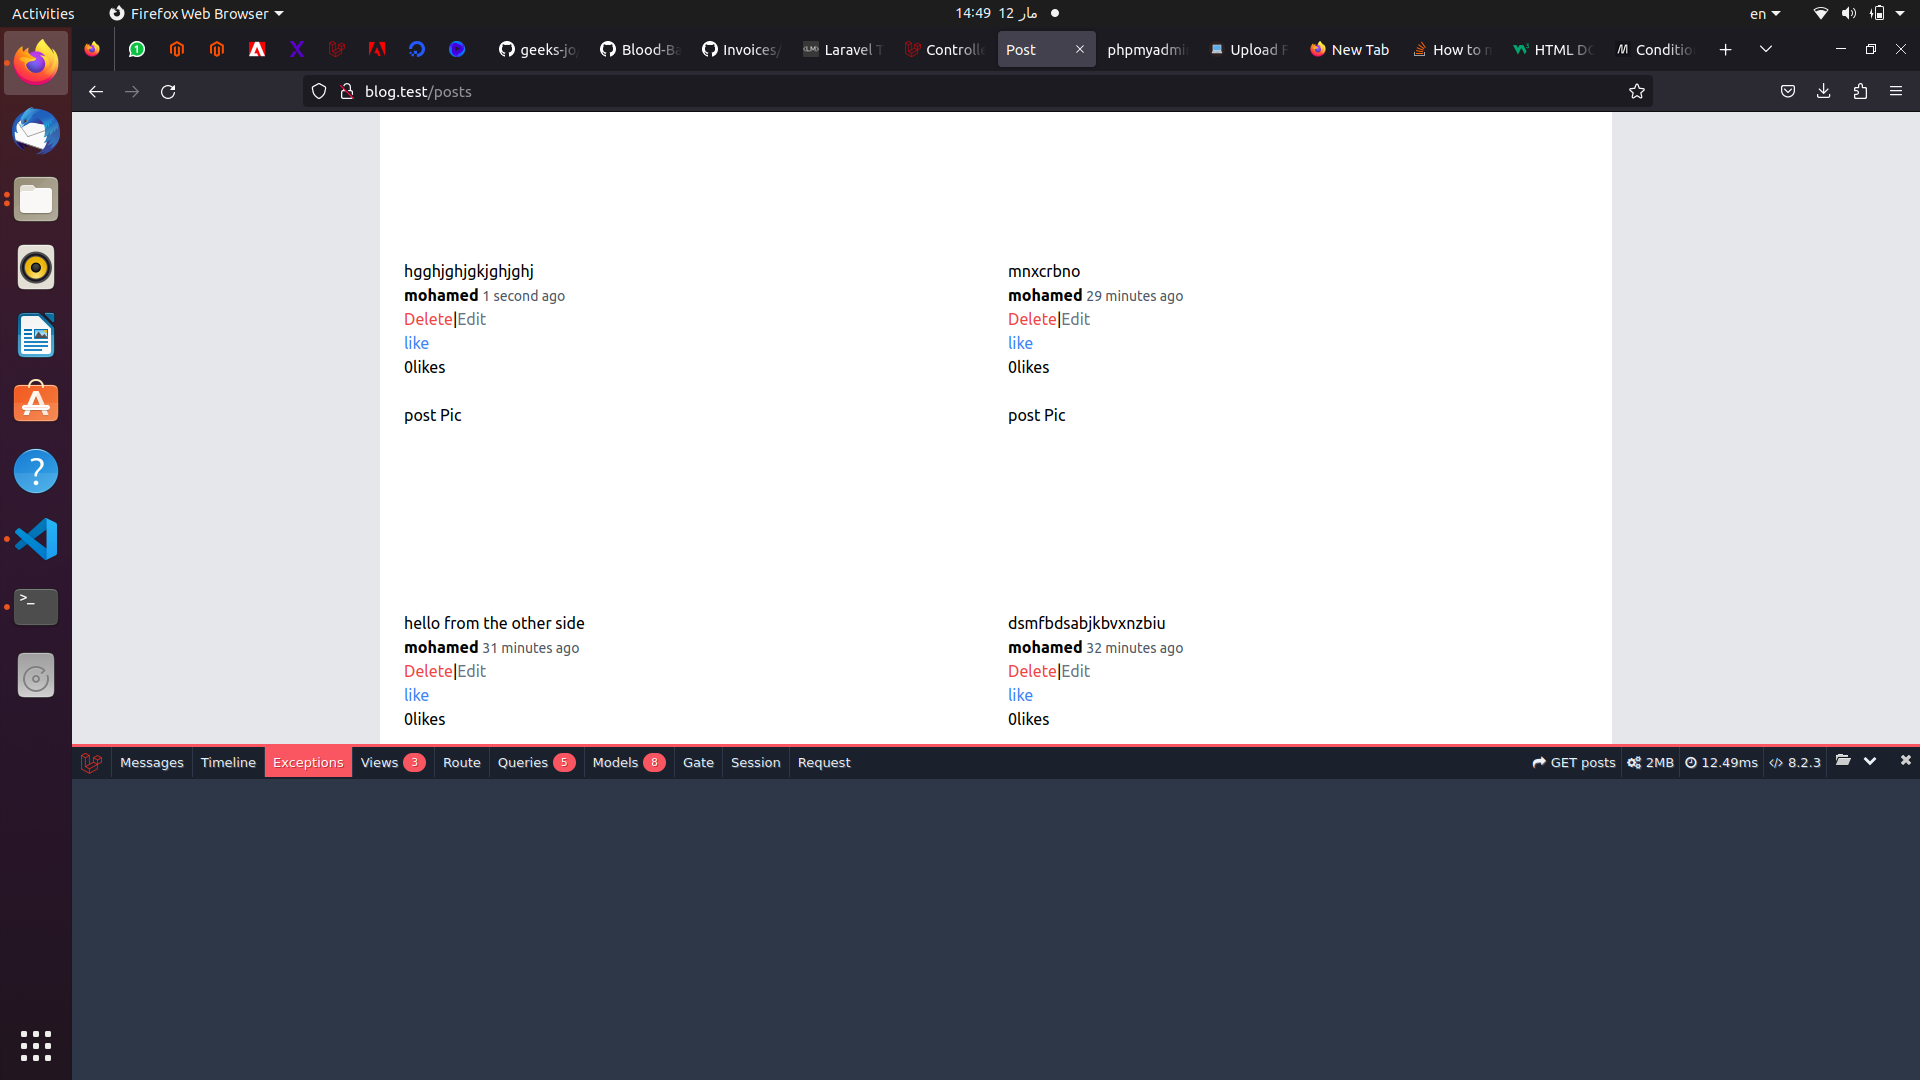 Activities
Firefox Web Browser
14:49 12 مار
en
geeks-jo
Blood-Ba
Invoices/
Laravel T
Controlle
Post
phpmyadmi
Upload F
New Tab
How to m
HTML DO
Conditio
blog.test/posts
hgghjghjgkjghjghj
mohamed 1 second ago
Delete|Edit
like
0likes
post Pic
mnxcrbno
mohamed 29 minutes ago
Delete|Edit
like
0likes
post Pic
hello from the other side
mohamed 31 minutes ago
Delete|Edit
like
0likes
dsmfbdsabjkbvxnzbiu
mohamed 32 minutes ago
Delete|Edit
like
0likes
Messages Timeline Exceptions Views 3 Route Queries 5 Models 8 Gate Session Request GET posts 2MB 12.49ms 8.2.3